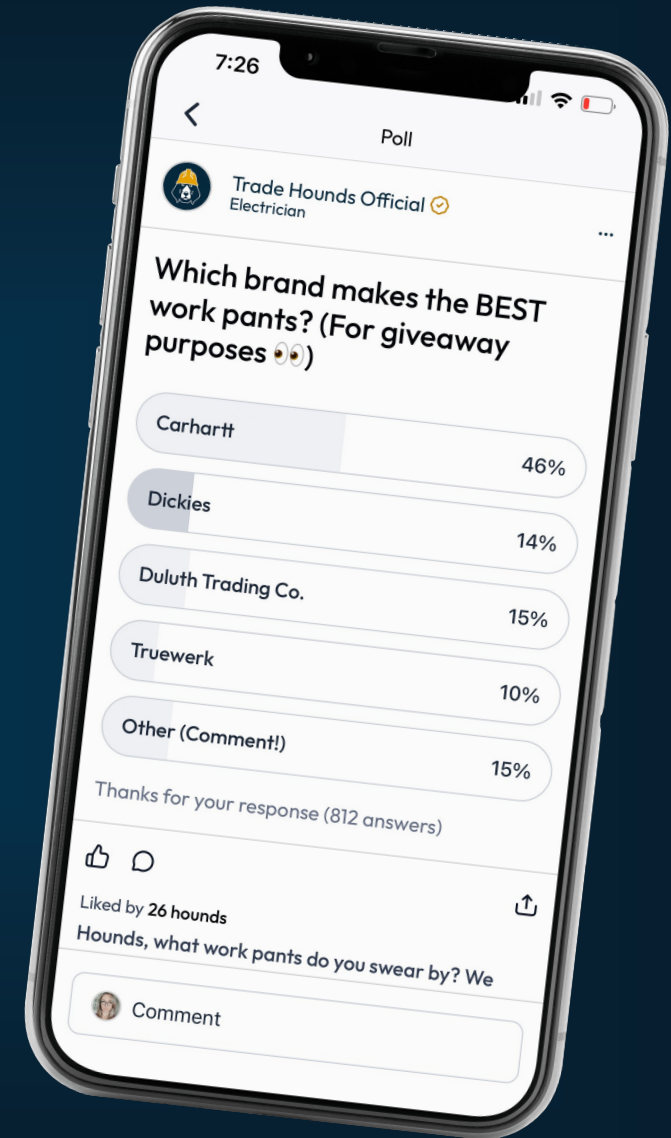 7:26
Poll
Trade Hounds Official
Electrician
Which brand makes the BEST
work pants? (For giveaway
purposes 👀)
Carhartt 46%
Dickies 14%
Duluth Trading Co. 15%
Truewerk 10%
Other (Comment!) 15%
Thanks for your response (812 answers)
Liked by 26 hounds
Hounds, what work pants do you swear by? We
Comment